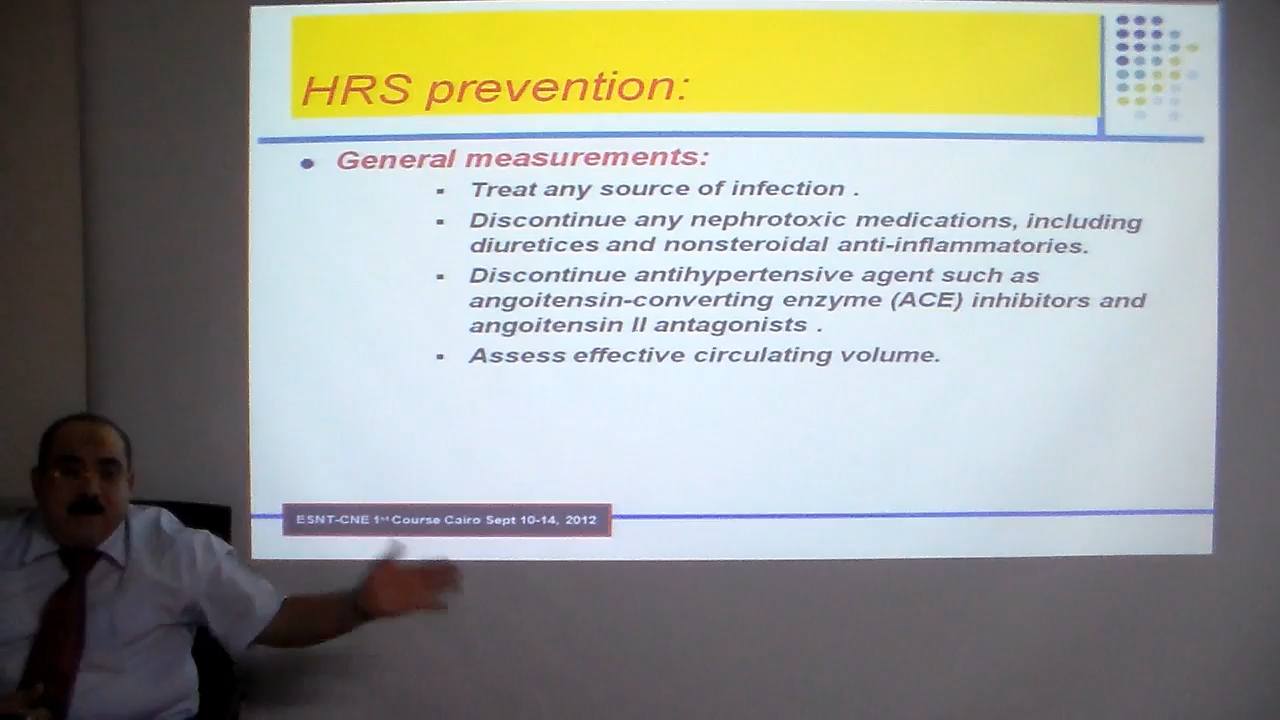 HRS prevention:
General measurements:
Treat any source of infection .
Discontinue any nephrotoxic medications, including
diuretices and nonsteroidal anti-inflammatories.
Discontinue antihypertensive agent such as
angoitensin-converting enzyme (ACE) inhibitors and
angoitensin II antagonists .
Assess effective circulating volume.
ESNT-CNE 1st Course Cairo Sept 10-14, 2012